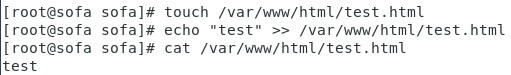 [root@sofa sofa]# touch /var/www/html/test.html
[root@sofa sofa]# echo "test" >> /var/www/html/test.html
[root@sofa sofa]# cat /var/www/html/test.html
test